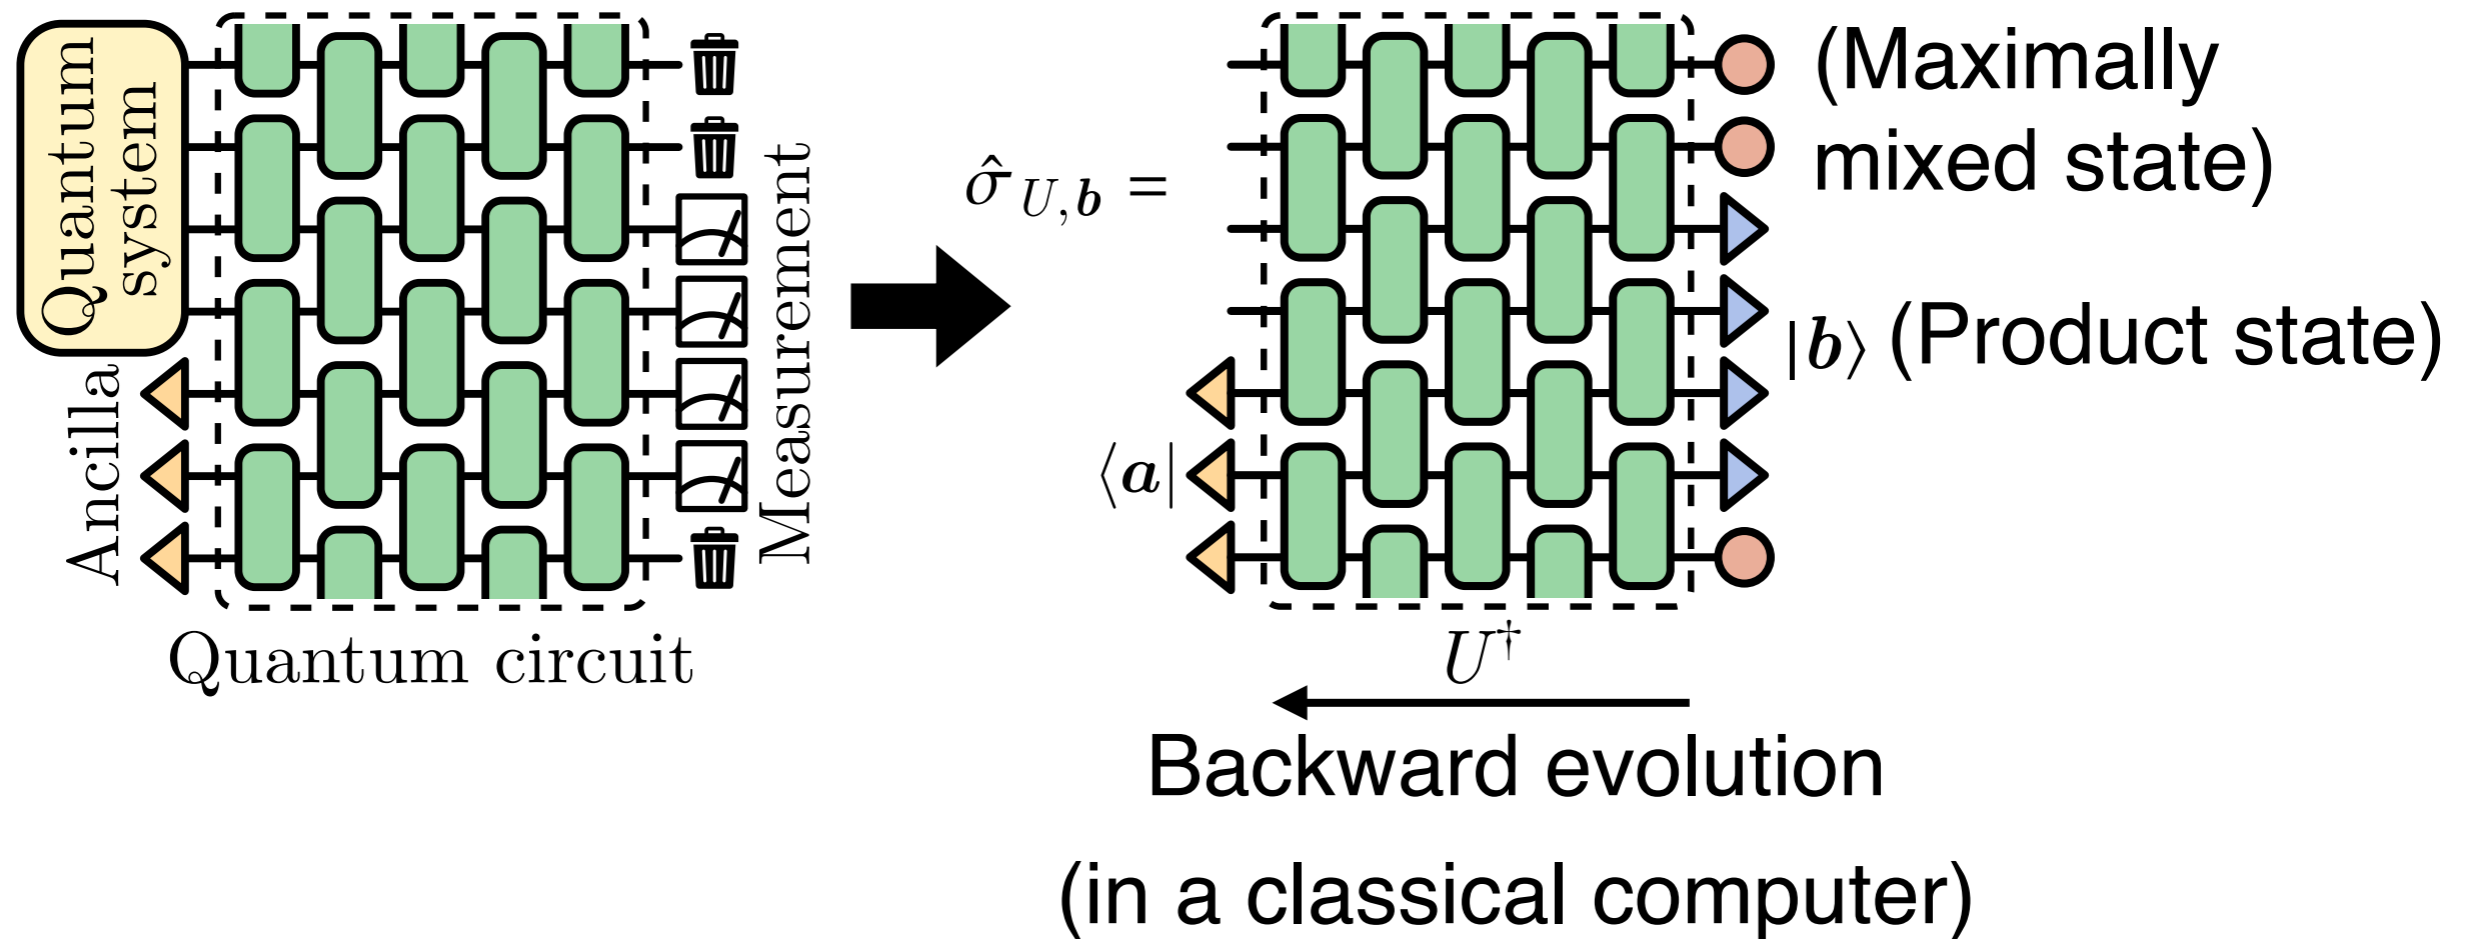 Quantum
system
Ancilla
Measurement
Quantum circuit
σ̂_{U,b} =
⟨a|
(Maximally
mixed state)
|b⟩ (Product state)
U†
Backward evolution
(in a classical computer)